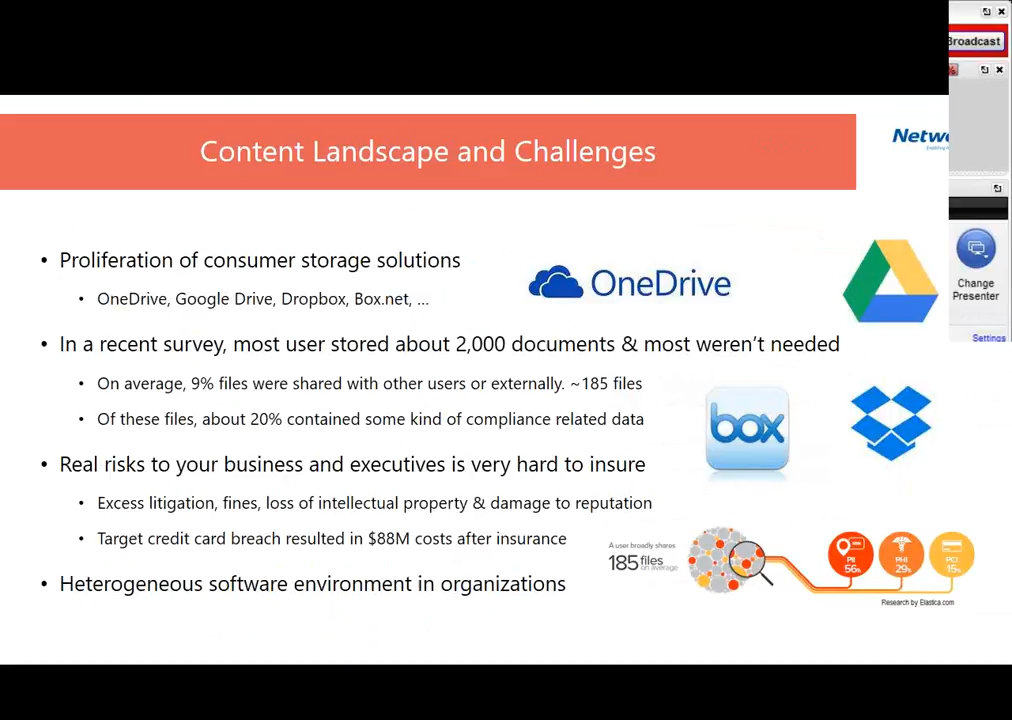 Broadcast
Content Landscape and Challenges
• Proliferation of consumer storage solutions
• OneDrive, Google Drive, Dropbox, Box.net, ...
OneDrive
Change
Presenter
Settings
• In a recent survey, most user stored about 2,000 documents & most weren't needed
• On average, 9% files were shared with other users or externally. ~185 files
• Of these files, about 20% contained some kind of compliance related data
box
• Real risks to your business and executives is very hard to insure
• Excess litigation, fines, loss of intellectual property & damage to reputation
• Target credit card breach resulted in $88M costs after insurance
A user broadly shares
185 files
on average
PII
56%
PHI
29%
PCI
15%
• Heterogeneous software environment in organizations
Research by Elastica.com